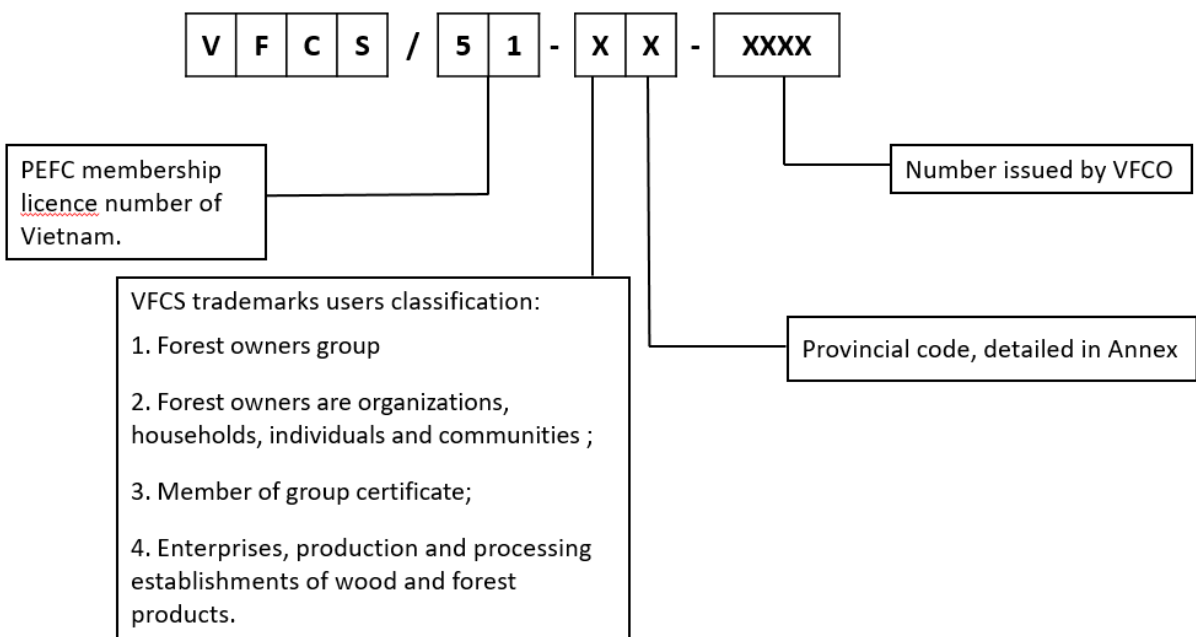 V F C S / 5 1 - X X - XXXX
PEFC membership
licence number of
Vietnam.
Number issued by VFCO
VFCS trademarks users classification:
1. Forest owners group
2. Forest owners are organizations,
households, individuals and communities ;
3. Member of group certificate;
4. Enterprises, production and processing
establishments of wood and forest
products.
Provincial code, detailed in Annex